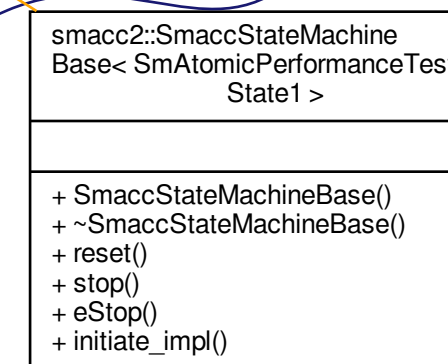 smacc2::SmaccStateMachine
Base< SmAtomicPerformanceTes
State1 >
+ SmaccStateMachineBase()
+ ~SmaccStateMachineBase()
+ reset()
+ stop()
+ eStop()
+ initiate_impl()